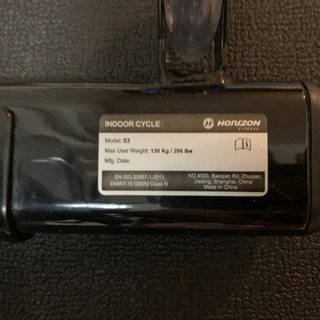 INDOOR CYCLE
HORIZON
FITNESS
Model: S3
Max User Weight: 130 Kg / 286 lbs
Mfg. Date:
EN ISO 20957-1:2013,
EN957-10 (2005) Class H
NO.4800, Baoqian Rd, Zhuqiao,
Jiading, Shanghai, China
Made in China